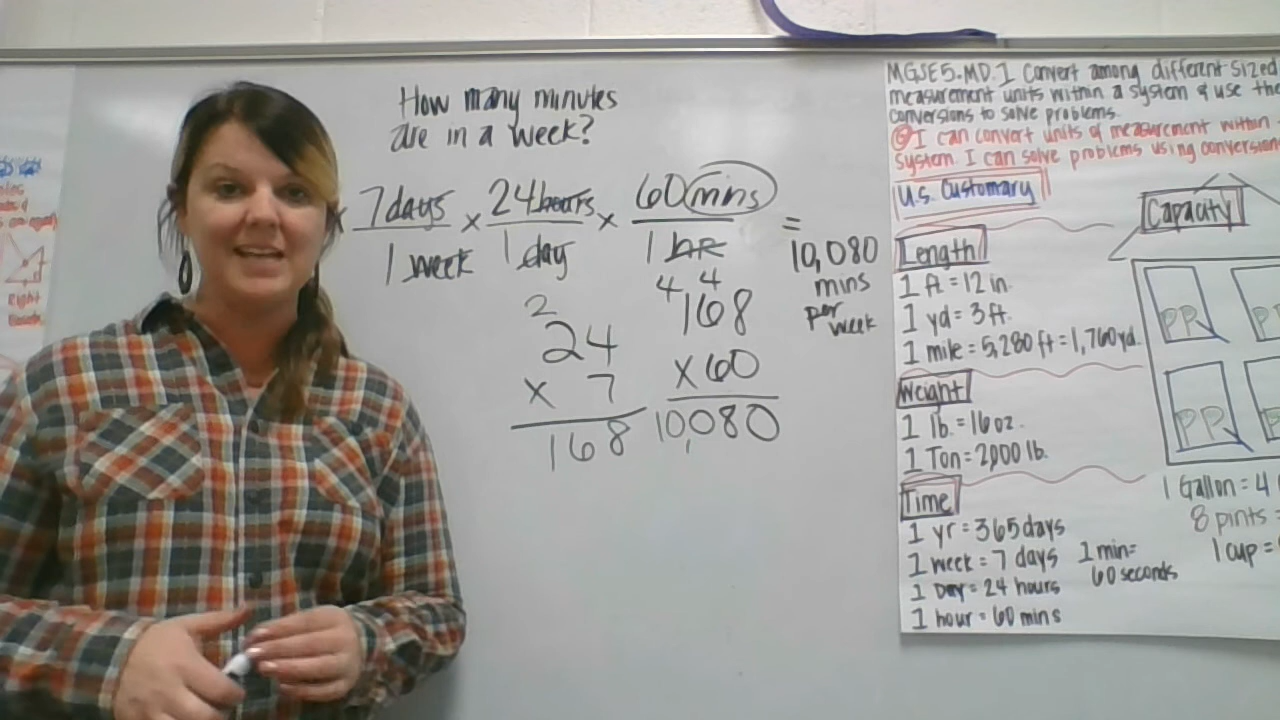 How many minutes
are in a week?
× 7 days × 24 hours × 60 mins =
1 week 1 day 1 hr
10,080
mins
per
week
2
24
× 7
168
4 4
168
× 60
10,080
MGSE5.MD.1 Convert among different-sized
measurement units within a system & use the
conversions to solve problems.
I can convert units of measurement within
system. I can solve problems using conversions
U.S. Customary
Length
1 ft = 12 in.
1 yd = 3 ft.
1 mile = 5,280 ft = 1,760 yd.
Weight
1 lb. = 16 oz.
1 Ton = 2,000 lb.
Time
1 yr = 365 days
1 week = 7 days
1 Day = 24 hours
1 hour = 60 mins
1 min =
60 seconds
Capacity
P P P
P P P
1 Gallon = 4
8 pints =
1 cup =
Right